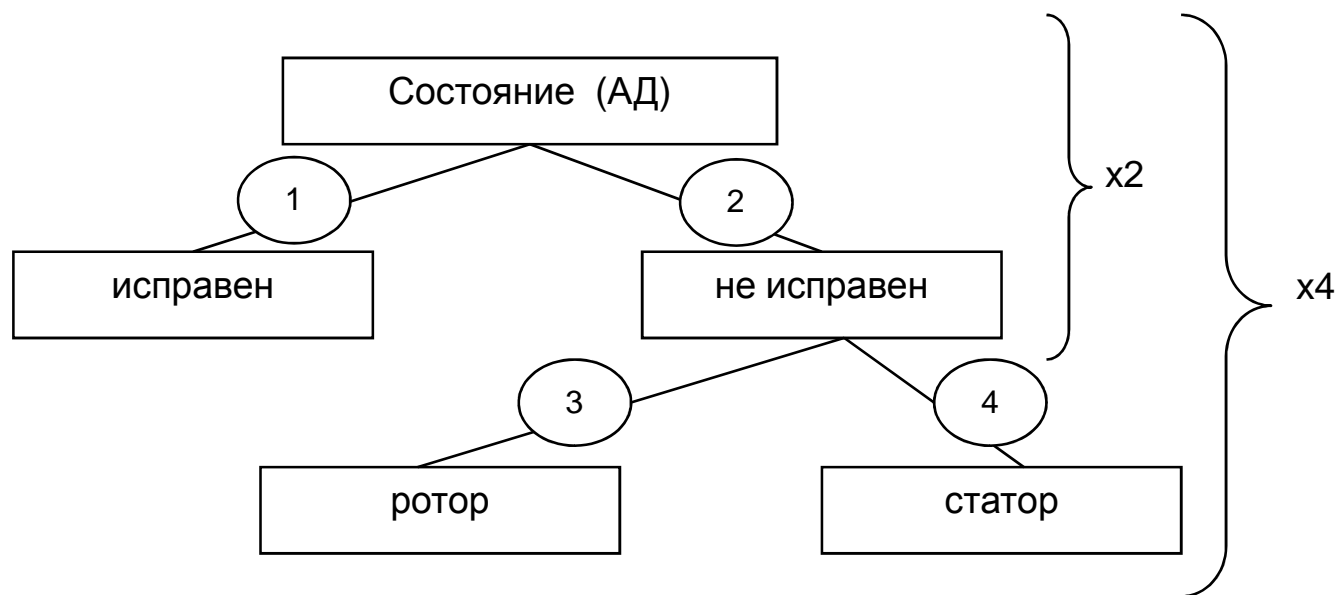 Состояние (АД)
1
2
x2
исправен
не исправен
x4
3
4
ротор
статор